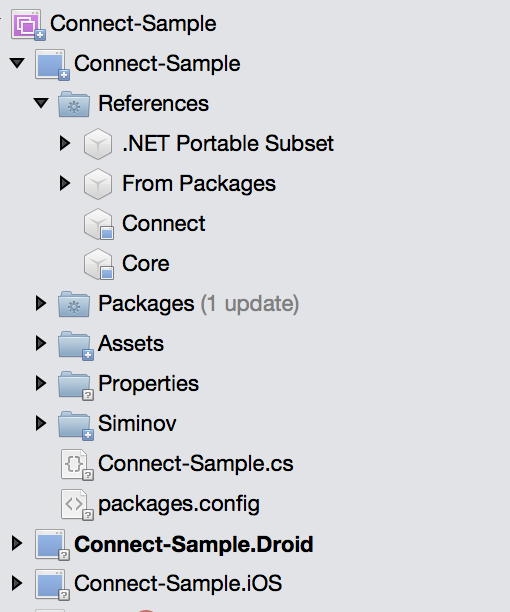 Connect-Sample
Connect-Sample
References
.NET Portable Subset
From Packages
Connect
Core
Packages (1 update)
Assets
Properties
Siminov
Connect-Sample.cs
packages.config
Connect-Sample.Droid
Connect-Sample.iOS